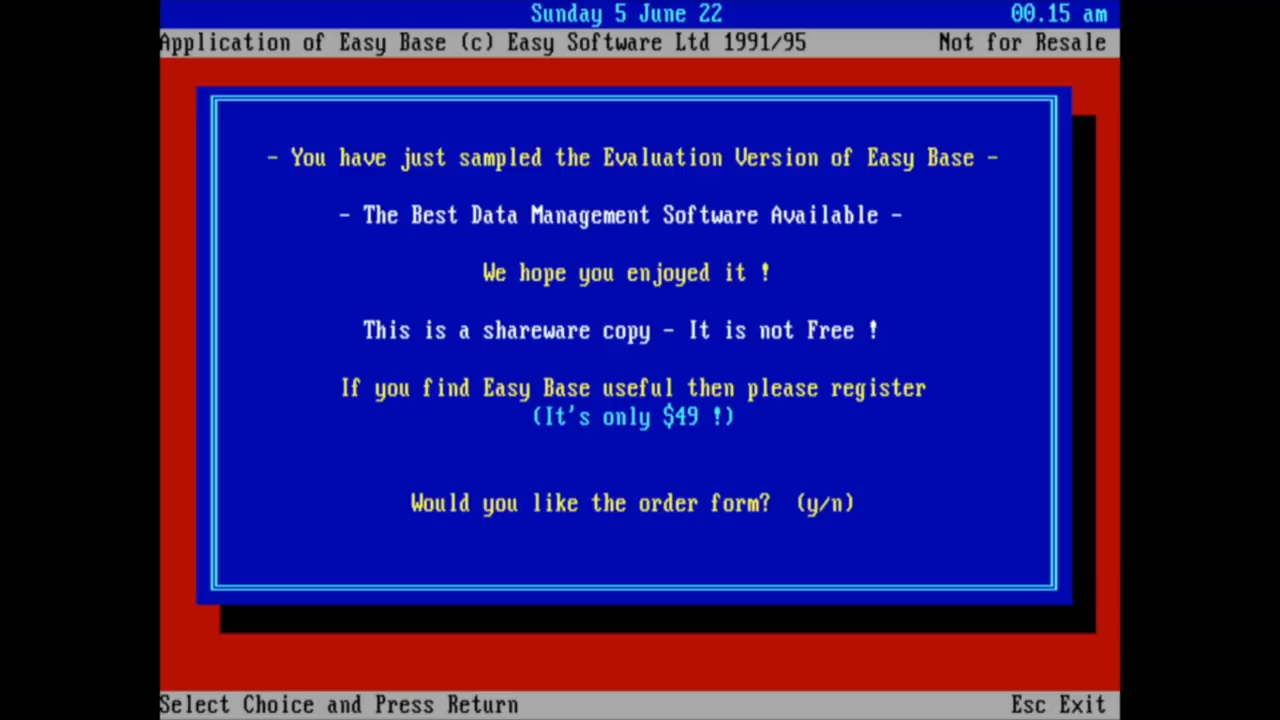 Sunday 5 June 22 00.15 am
Application of Easy Base (c) Easy Software Ltd 1991/95 Not for Resale
- You have just sampled the Evaluation Version of Easy Base -
- The Best Data Management Software Available -
We hope you enjoyed it !
This is a shareware copy - It is not Free !
If you find Easy Base useful then please register
(It's only $49 !)
Would you like the order form? (y/n)
Select Choice and Press Return Esc Exit